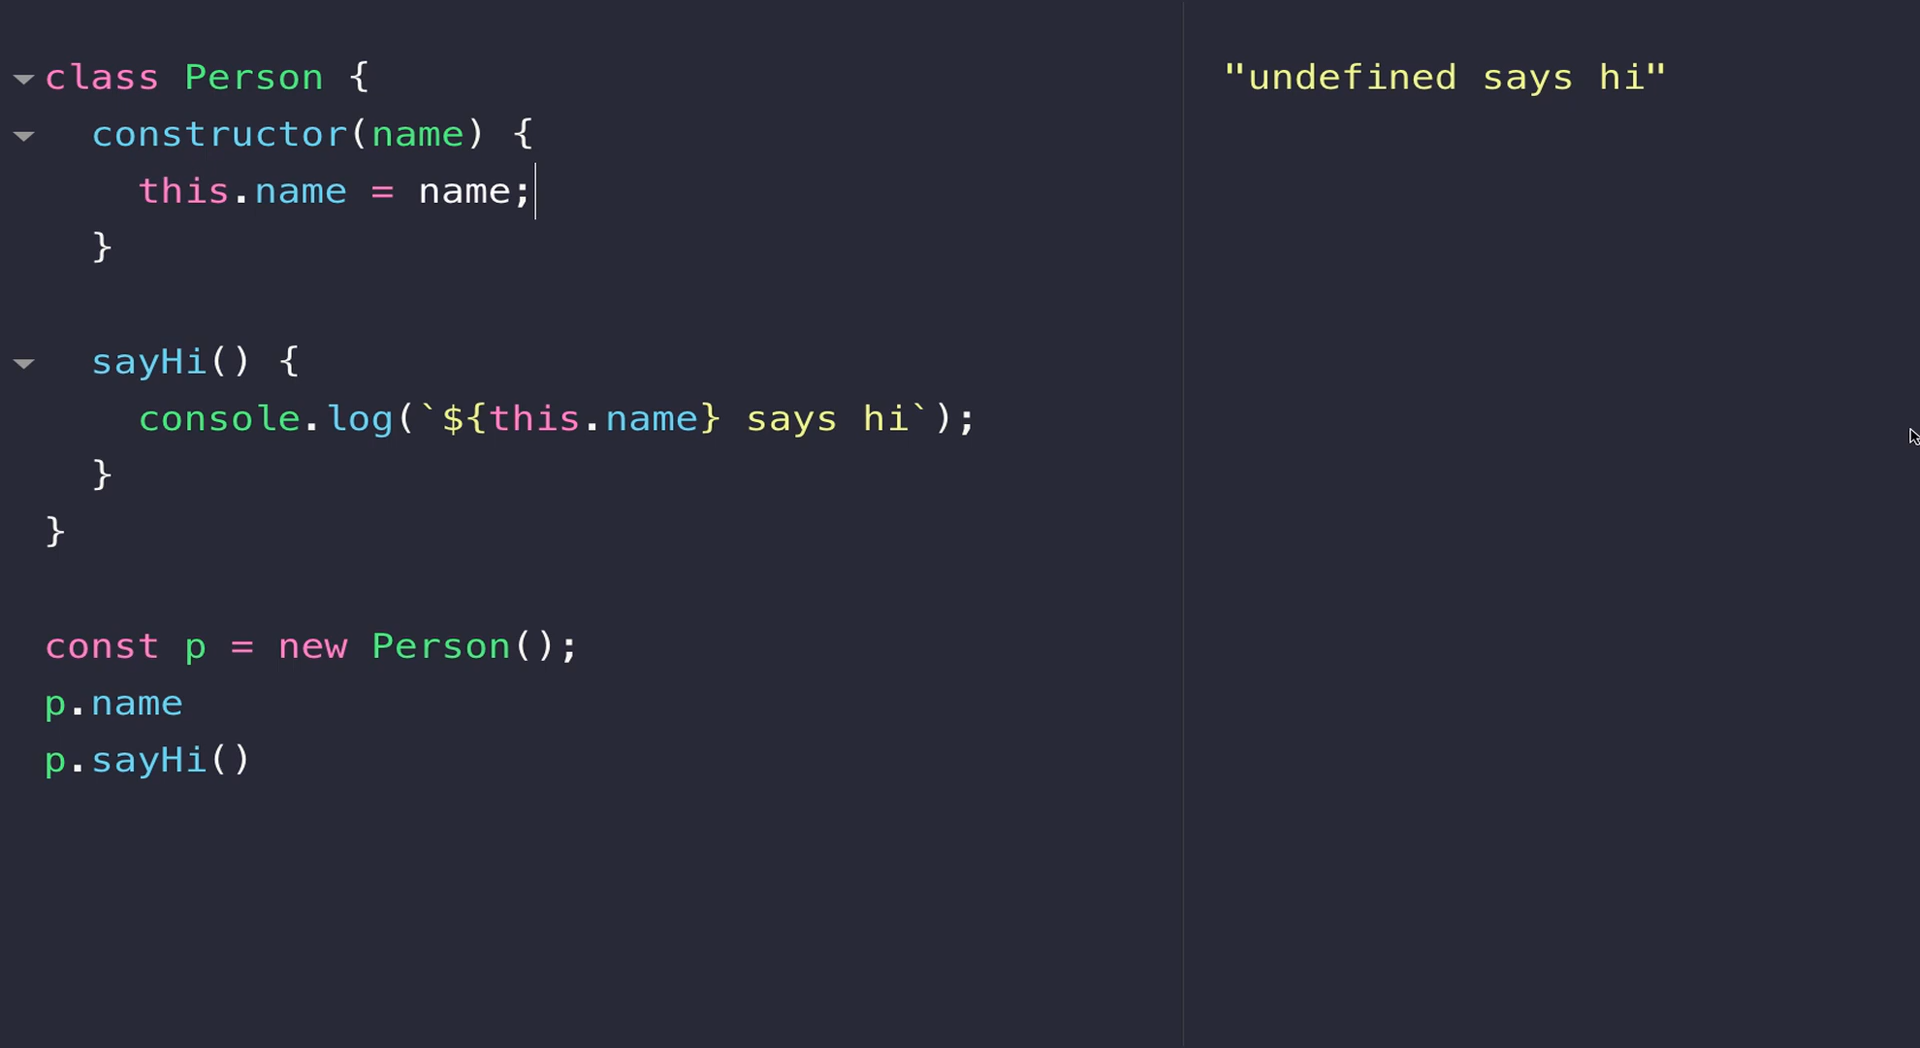 class Person {
  constructor(name) {
    this.name = name;
  }

  sayHi() {
    console.log(`${this.name} says hi`);
  }
}

const p = new Person();
p.name
p.sayHi()
"undefined says hi"